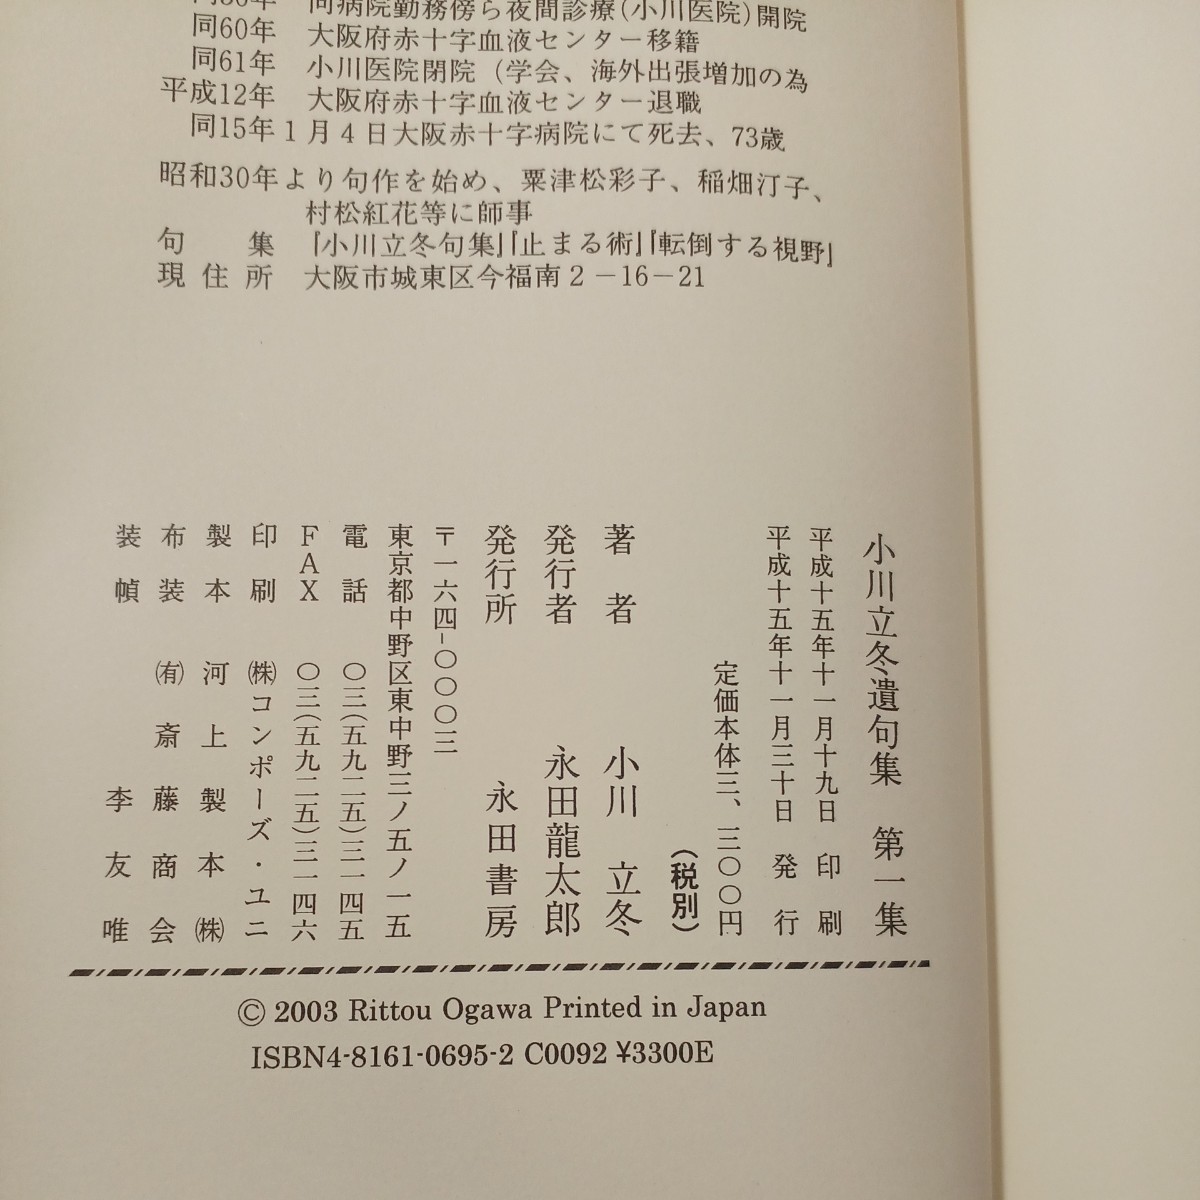 同病院勤務傍ら夜間診療(小川医院)開院
同60年 大阪府赤十字血液センター移籍
同61年 小川医院閉院 (学会、海外出張増加の為
平成12年 大阪府赤十字血液センター退職
同15年1月4日大阪赤十字病院にて死去、73歳
昭和30年より句作を始め、粟津松彩子、稲畑汀子、
村松紅花等に師事
句 集 『小川立冬句集』『止まる術』『転倒する視野』
現住所 大阪市城東区今福南2-16-21
小川立冬遺句集 第一集
平成十五年十一月十九日 印刷
平成十五年十一月三十日 発行
定価本体三、三〇〇円
(税別)
著者 小川 立冬
発行者 永田龍太郎
発行所 永田書房
〒一六四-〇〇〇三
東京都中野区東中野三ノ五ノ一五
電話 〇三(五九二五)三一四五
FAX 〇三(五九二五)三一四六
印刷 ㈱コンポーズ・ユニ
製本 河上製本㈱
布装 ㈲斎藤商会
装幀 李友唯
© 2003 Rittou Ogawa Printed in Japan
ISBN4-8161-0695-2 C0092 ¥3300E